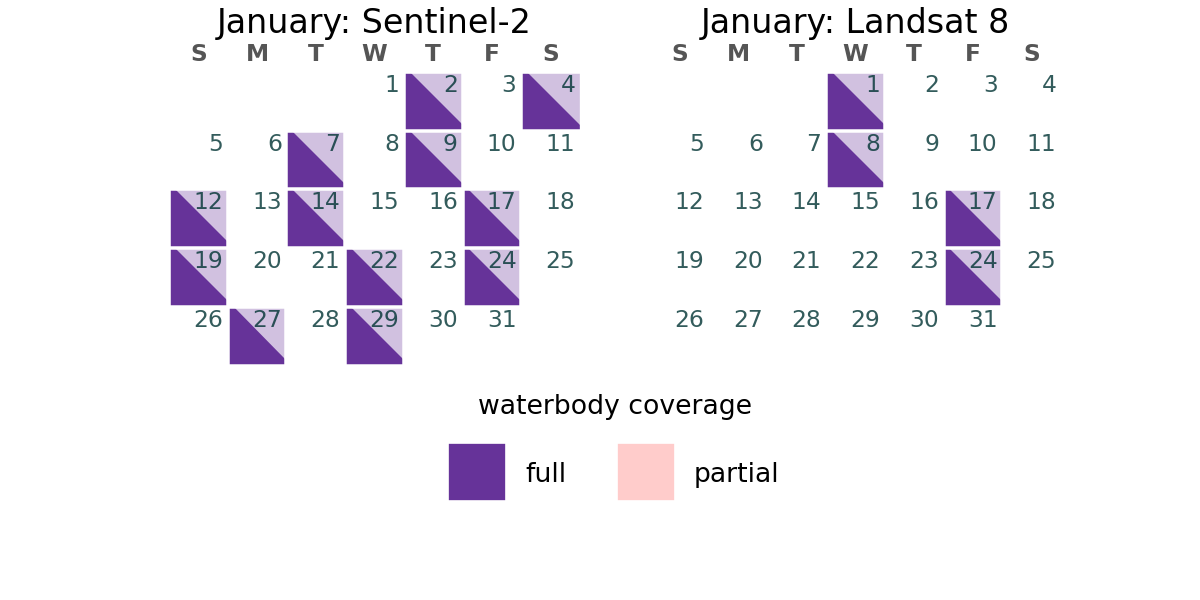 January: Sentinel-2
S M T W T F S
1 2 3 4
5 6 7 8 9 10 11
12 13 14 15 16 17 18
19 20 21 22 23 24 25
26 27 28 29 30 31
January: Landsat 8
S M T W T F S
1 2 3 4
5 6 7 8 9 10 11
12 13 14 15 16 17 18
19 20 21 22 23 24 25
26 27 28 29 30 31
waterbody coverage
full partial